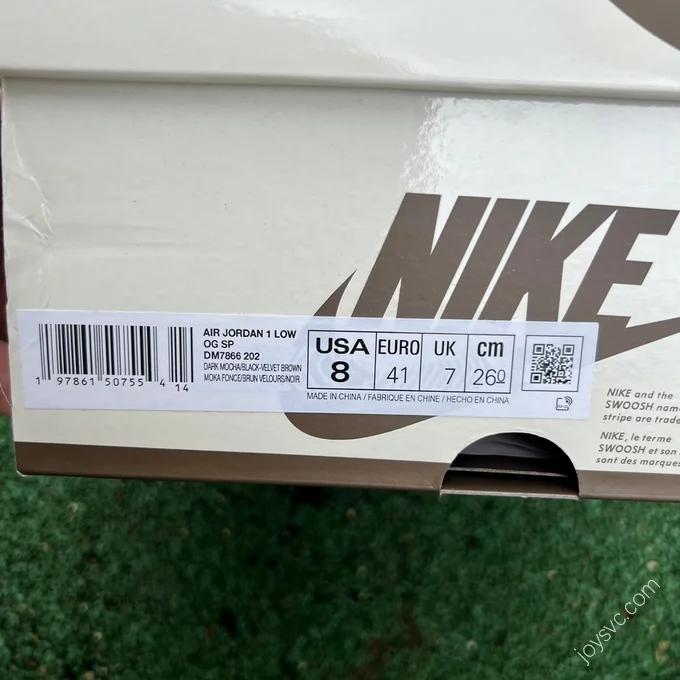 NIKE
AIR JORDAN 1 LOW
OG SP
DM7866 202
DARK MOCHA/BLACK-VELVET BROWN
MOKA FONCE/BRUN VELOURS/NOIR
1 97861 50755 4 14
USA EURO UK cm
8 41 7 26.0
MADE IN CHINA / FABRIQUE EN CHINE / HECHO EN CHINA
NIKE and the
SWOOSH name
stripe are trade
NIKE, le terme
SWOOSH et son
sont des marques
joysvc.com